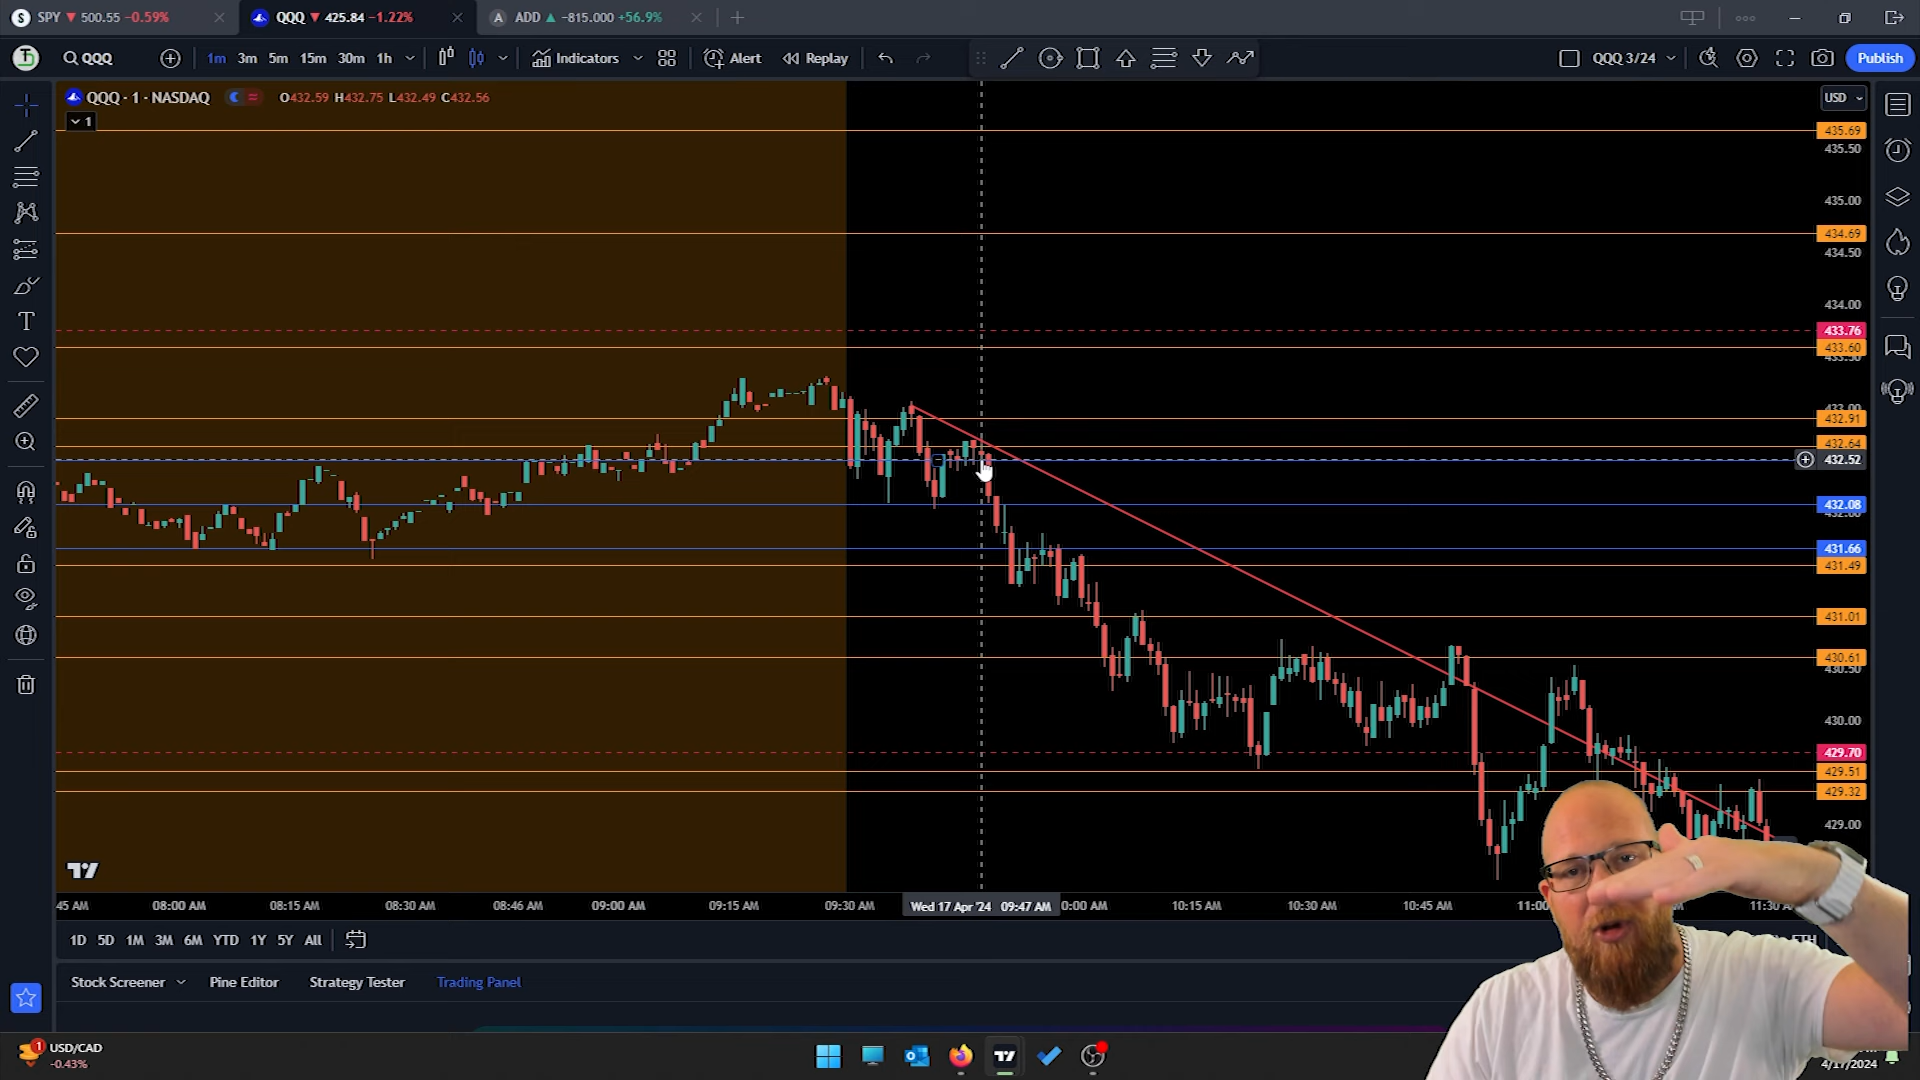 S SPY 500.55 −0.59%
QQQ 425.84 −1.22%
A ADD −815.000 +56.9%
QQQ
1m 3m 5m 15m 30m 1h
Indicators
Alert
Replay
QQQ 3/24
Publish
QQQ · 1 · NASDAQ
O432.59 H432.75 L432.49 C432.56
1
USD
435.69
435.50
435.00
434.69
434.50
434.00
433.76
433.60
433.50
433.00
432.91
432.64
432.52
432.08
432.00
431.66
431.49
431.01
430.61
430.50
430.00
429.70
429.51
429.32
429.00
:45 AM 08:00 AM 08:15 AM 08:30 AM 08:46 AM 09:00 AM 09:15 AM 09:30 AM Wed 17 Apr '24 09:47 AM 0:00 AM 10:15 AM 10:30 AM 10:45 AM 11:00 11:30 A
1D 5D 1M 3M 6M YTD 1Y 5Y All
ETH
Stock Screener Pine Editor Strategy Tester Trading Panel
1
USD/CAD
-0.43%
4/17/2024